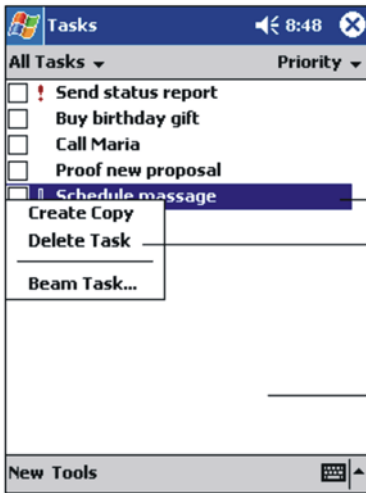 Tasks 8:48
All Tasks Priority
! Send status report
Buy birthday gift
Call Maria
Proof new proposal
Schedule massage
Create Copy
Delete Task
Beam Task...
New Tools